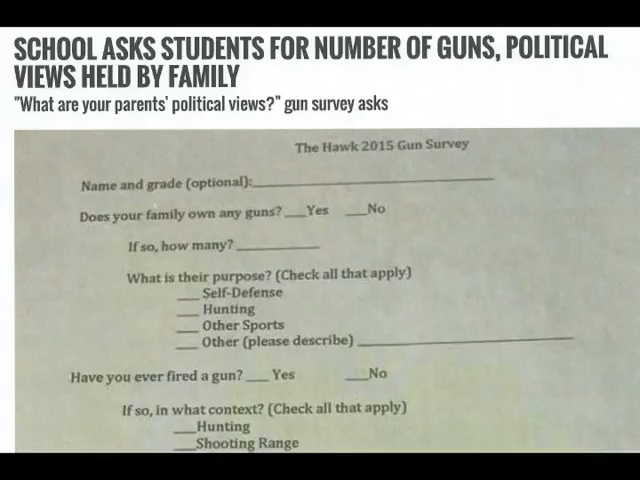 SCHOOL ASKS STUDENTS FOR NUMBER OF GUNS, POLITICAL
VIEWS HELD BY FAMILY
"What are your parents' political views?" gun survey asks
The Hawk 2015 Gun Survey
Name and grade (optional):____________________
Does your family own any guns? ___Yes ___No
If so, how many? __________
What is their purpose? (Check all that apply)
___ Self-Defense
___ Hunting
___ Other Sports
___ Other (please describe) ____________________
Have you ever fired a gun? ___ Yes ___No
If so, in what context? (Check all that apply)
___Hunting
___Shooting Range